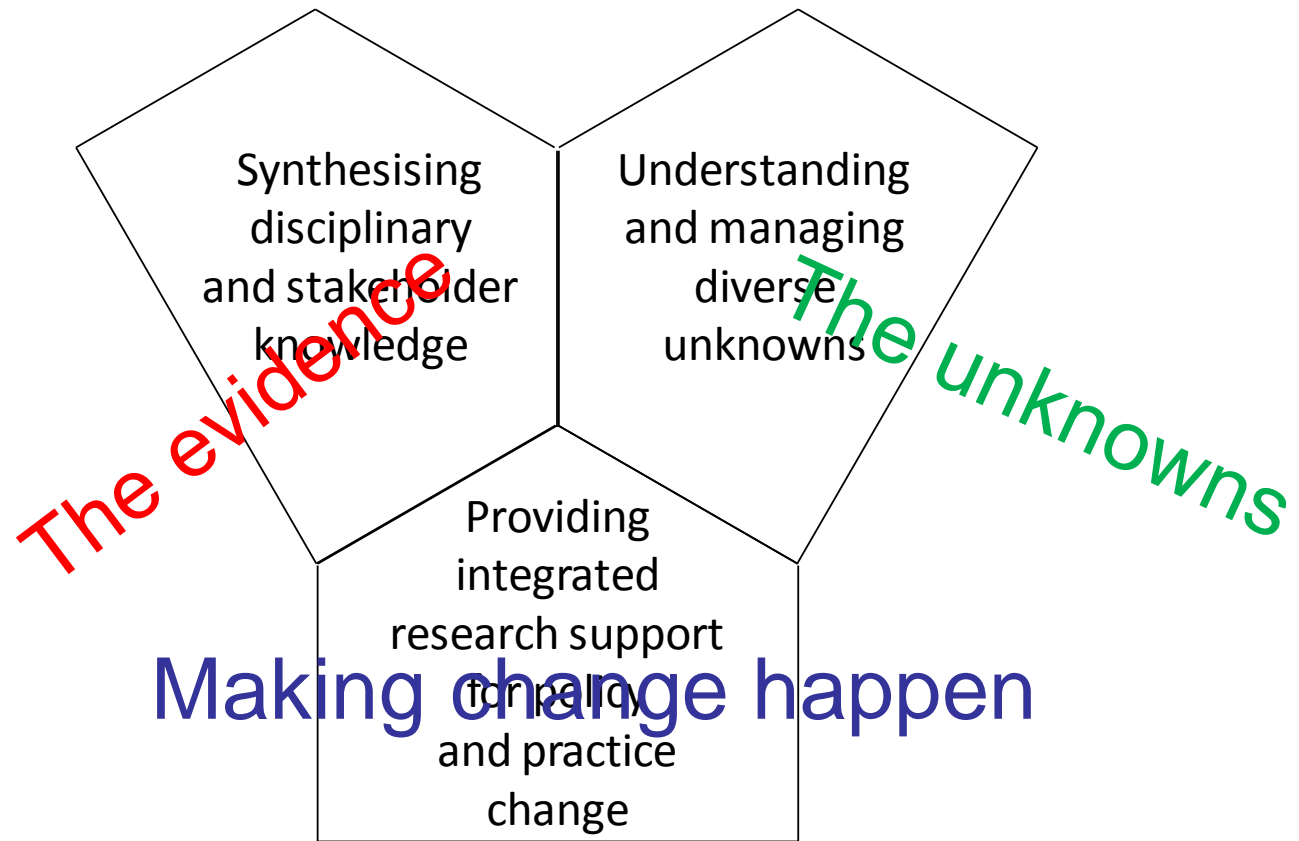 Synthesising
disciplinary
and stakeholder
knowledge
The evidence
Understanding
and managing
diverse
unknowns
The unknowns
Providing
integrated
research support
for policy
and practice
change
Making change happen